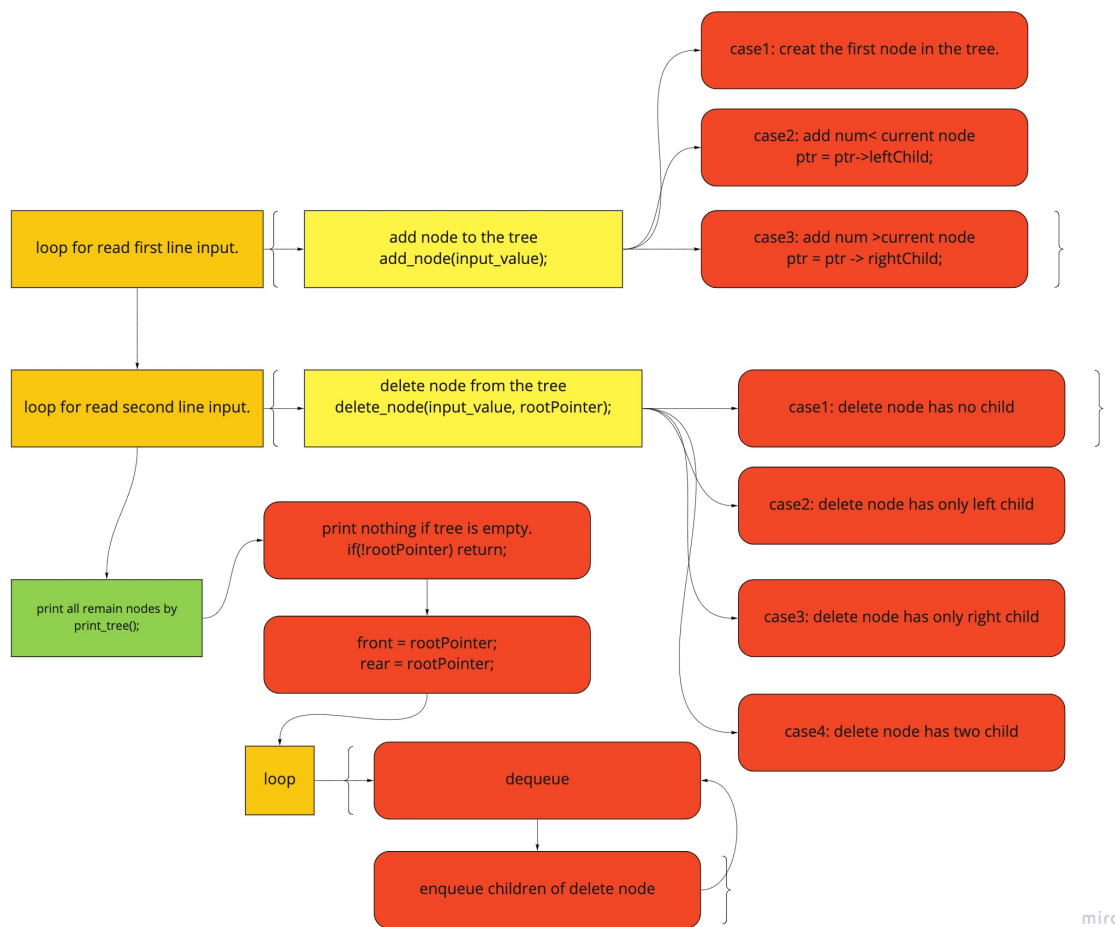 case1: creat the first node in the tree.
case2: add num< current node
ptr = ptr->leftChild;
loop for read first line input.
add node to the tree
add_node(input_value);
case3: add num >current node
ptr = ptr -> rightChild;
loop for read second line input.
delete node from the tree
delete_node(input_value, rootPointer);
case1: delete node has no child
case2: delete node has only left child
print nothing if tree is empty.
if(!rootPointer) return;
print all remain nodes by
print_tree();
case3: delete node has only right child
front = rootPointer;
rear = rootPointer;
case4: delete node has two child
loop
dequeue
enqueue children of delete node
miro